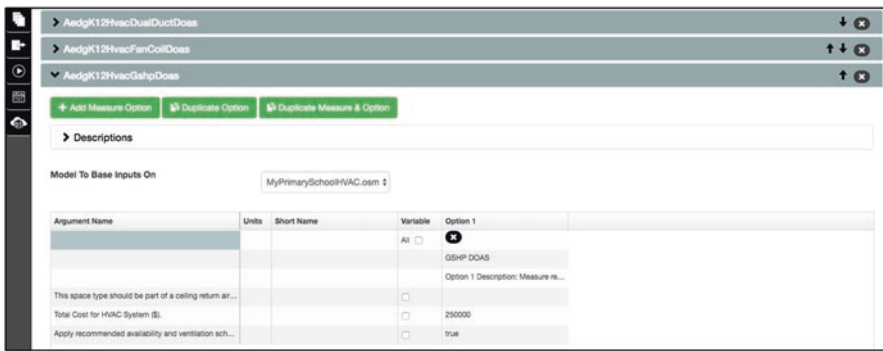 AedgK12HvacDualDuctDoas
AedgK12HvacFanCoilDoas
AedgK12HvacGshpDoas
+ Add Measure Option Duplicate Option Duplicate Measure & Option
Descriptions
Model To Base Inputs On
MyPrimarySchoolHVAC.osm
Argument Name Units Short Name Variable Option 1
All
GSHP DOAS
Option 1 Description: Measure re...
This space type should be part of a ceiling return air...
Total Cost for HVAC System ($). 250000
Apply recommended availability and ventilation sch... true